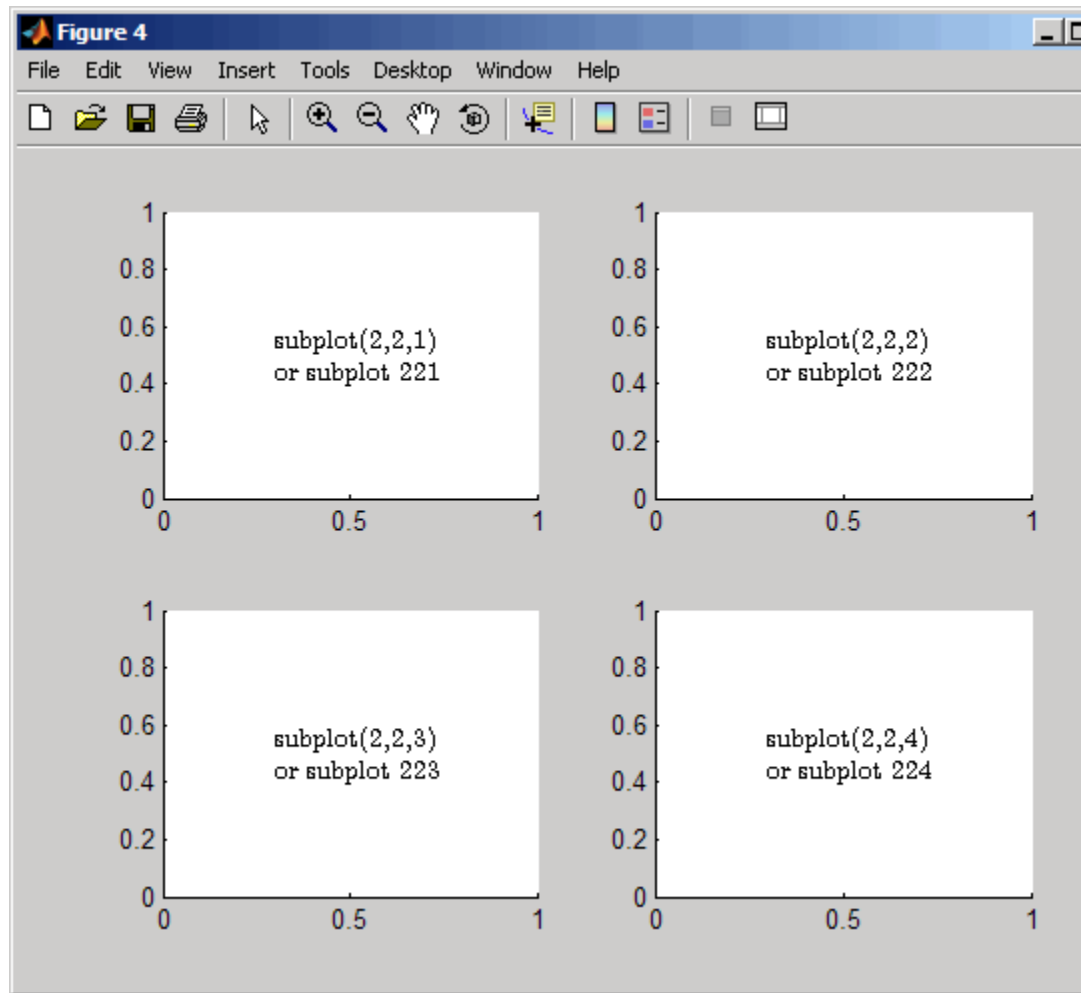 Figure 4
File Edit View Insert Tools Desktop Window Help
1
0.8
0.6
0.4
0.2
0
0 0.5 1
subplot(2,2,1)
or subplot 221
1
0.8
0.6
0.4
0.2
0
0 0.5 1
subplot(2,2,2)
or subplot 222
1
0.8
0.6
0.4
0.2
0
0 0.5 1
subplot(2,2,3)
or subplot 223
1
0.8
0.6
0.4
0.2
0
0 0.5 1
subplot(2,2,4)
or subplot 224